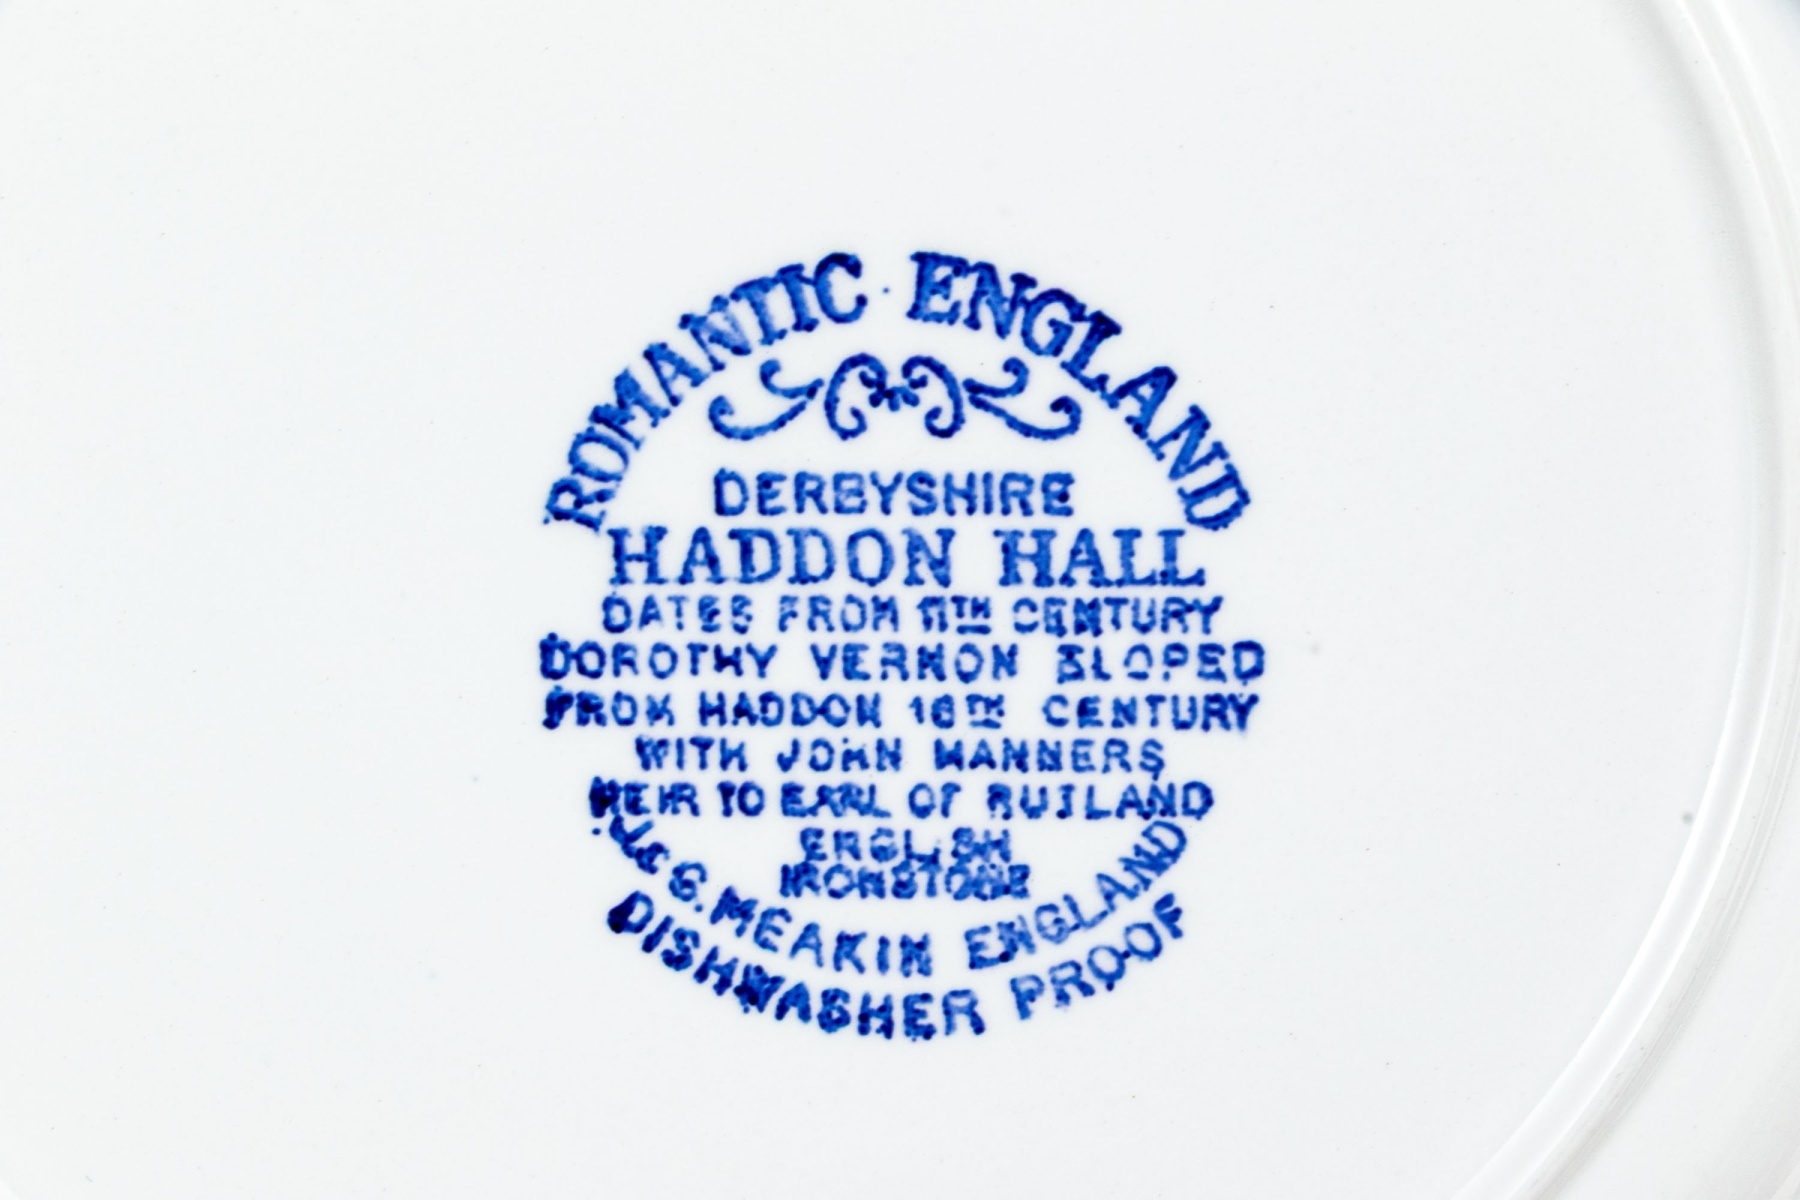 ROMANTIC ENGLAND
DERBYSHIRE
HADDON HALL
DATES FROM 11TH CENTURY
DOROTHY VERNON ELOPED
FROM HADDON 16TH CENTURY
WITH JOHN MANNERS
HEIR TO EARL OF RUTLAND
ENGLISH
IRONSTONE
J. & G. MEAKIN ENGLAND
DISHWASHER PROOF